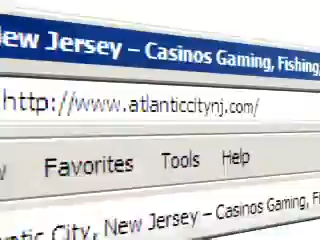 New Jersey – Casinos Gaming, Fishing,
http://www.atlanticcitynj.com/
Favorites Tools Help
City, New Jersey – Casinos Gaming,